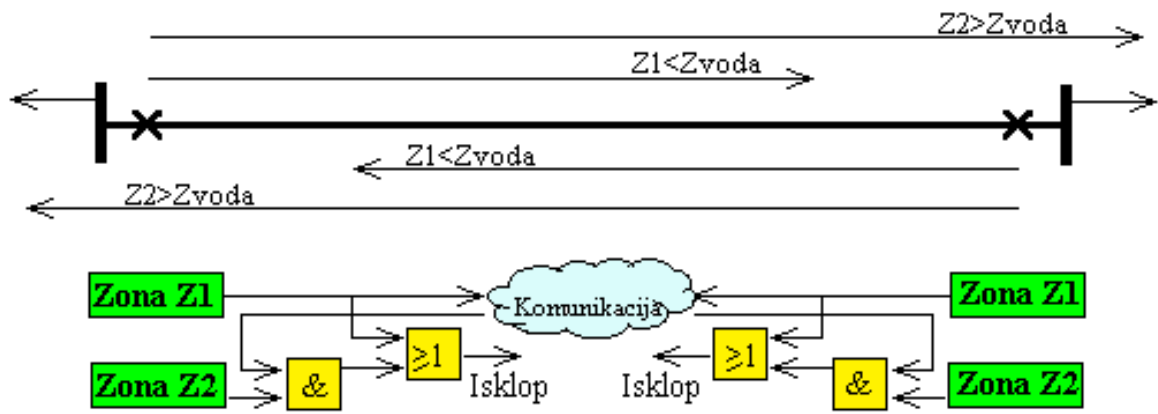 Z2>Zvoda
Z1<Zvoda
Z1<Zvoda
Z2>Zvoda
Zona Z1
Komunikacija
Zona Z1
≥1
≥1
Zona Z2
&
Isklop
Isklop
&
Zona Z2